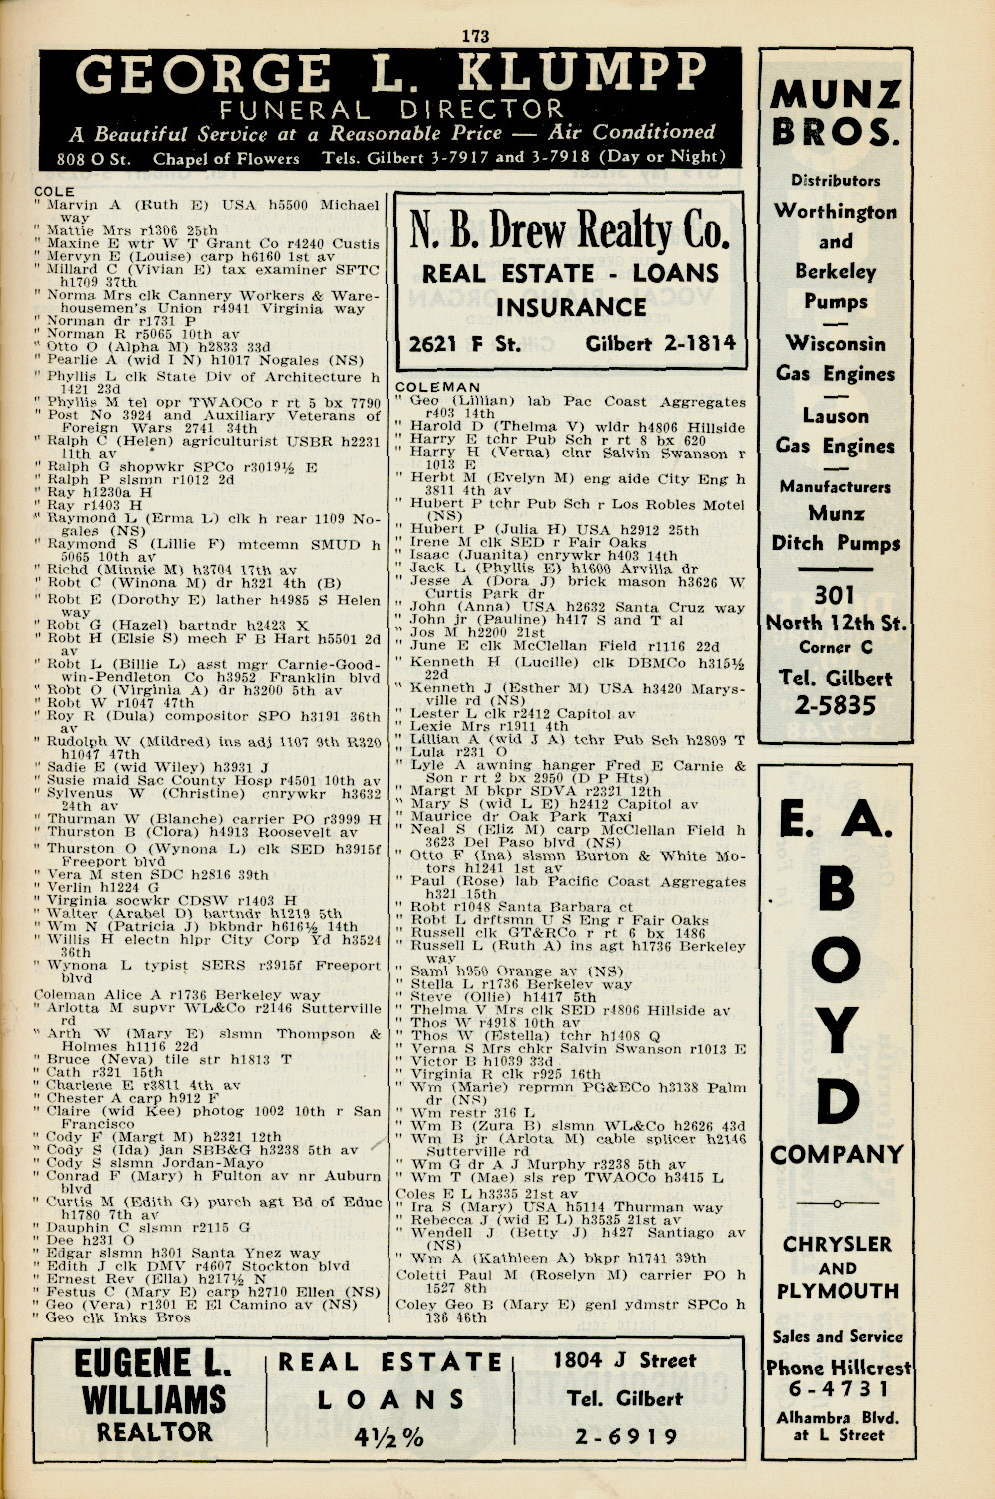 173
GEORGE L. KLUMPP
FUNERAL DIRECTOR
A Beautiful Service at a Reasonable Price — Air Conditioned
808 O St. Chapel of Flowers Tels. Gilbert 3-7917 and 3-7918 (Day or Night)
COLE
" Marvin A (Ruth E) USA h5500 Michael
way
" Mattie Mrs r1306 25th
" Maxine E wtr W T Grant Co r4240 Custis
" Mervyn E (Louise) carp h6160 1st av
" Millard C (Vivian E) tax examiner SFTC
h1709 37th
" Norma Mrs clk Cannery Workers & Ware-
housemen's Union r4941 Virginia way
" Norman dr r1731 P
" Norman R r5065 10th av
" Otto O (Alpha M) h2833 33d
" Pearlie A (wid I N) h1017 Nogales (NS)
" Phyllis L clk State Div of Architecture h
1421 23d
" Phyllis M tel opr TWAOCo r rt 5 bx 7790
" Post No 3924 and Auxiliary Veterans of
Foreign Wars 2741 34th
" Ralph C (Helen) agriculturist USBR h2231
11th av
" Ralph G shopwkr SPCo r3019½ E
" Ralph P slsmn r1012 2d
" Ray h1230a H
" Ray r1403 H
" Raymond L (Erma L) clk h rear 1109 No-
gales (NS)
" Raymond S (Lillie F) mtcemn SMUD h
5065 10th av
" Richd (Minnie M) h3704 17th av
" Robt C (Winona M) dr h321 4th (B)
" Robt E (Dorothy E) lather h4985 S Helen
way
" Robt G (Hazel) bartndr h2423 X
" Robt H (Elsie S) mech F B Hart h5501 2d
av
" Robt L (Billie L) asst mgr Carnie-Good-
win-Pendleton Co h3952 Franklin blvd
" Robt O (Virginia A) dr h3200 5th av
" Robt W r1047 47th
" Roy R (Dula) compositor SPO h3191 36th
av
" Rudolph W (Mildred) ins adj 1107 9th R320
h1047 47th
" Sadie E (wid Wiley) h3931 J
" Susie maid Sac County Hosp r4501 10th av
" Sylvenus W (Christine) cnrywkr h3632
24th av
" Thurman W (Blanche) carrier PO r3999 H
" Thurston B (Clora) h4913 Roosevelt av
" Thurston O (Wynona L) clk SED h3915f
Freeport blvd
" Vera M sten SDC h2816 39th
" Verlin h1224 G
" Virginia socwkr CDSW r1403 H
" Walter (Arabel D) bartndr h1219 5th
" Wm N (Patricia J) bkbndr h616½ 14th
" Willis H electn hlpr City Corp Yd h3524
36th
" Wynona L typist SERS r3915f Freeport
blvd
Coleman Alice A r1736 Berkeley way
" Arlotta M supvr WL&Co r2146 Sutterville
rd
" Arth W (Mary E) slsmn Thompson &
Holmes h1116 22d
" Bruce (Neva) tile str h1813 T
" Cath r321 15th
" Charlene E r3811 4th av
" Chester A carp h912 F
" Claire (wid Kee) photog 1002 10th r San
Francisco
" Cody F (Margt M) h2321 12th
" Cody S (Ida) jan SBB&G h3238 5th av
" Cody S slsmn Jordan-Mayo
" Conrad F (Mary) h Fulton av nr Auburn
blvd
" Curtis M (Edith G) purch agt Bd of Educ
h1780 7th av
" Dauphin C slsmn r2115 G
" Dee h231 O
" Edgar slsmn h301 Santa Ynez way
" Edith J clk DMV r4607 Stockton blvd
" Ernest Rev (Ella) h217½ N
" Festus C (Mary E) carp h2710 Ellen (NS)
" Geo (Vera) r1301 E El Camino av (NS)
" Geo clk Inks Bros
N. B. Drew Realty Co.
REAL ESTATE - LOANS
INSURANCE
2621 F St. Gilbert 2-1814
COLEMAN
" Geo (Lillian) lab Pac Coast Aggregates
r403 14th
" Harold D (Thelma V) wldr h4806 Hillside
" Harry E tchr Pub Sch r rt 8 bx 620
" Harry H (Verna) clnr Salvin Swanson r
1013 E
" Herbt M (Evelyn M) eng aide City Eng h
3811 4th av
" Hubert P tchr Pub Sch r Los Robles Motel
(NS)
" Hubert P (Julia H) USA h2912 25th
" Irene M clk SED r Fair Oaks
" Isaac (Juanita) cnrywkr h403 14th
" Jack L (Phyllis E) h1600 Arvilla dr
" Jesse A (Dora J) brick mason h3626 W
Curtis Park dr
" John (Anna) USA h2632 Santa Cruz way
" John jr (Pauline) h417 S and T al
" Jos M h2200 21st
" June E clk McClellan Field r1116 22d
" Kenneth H (Lucille) clk DBMCo h315½
22d
" Kenneth J (Esther M) USA h3420 Marys-
ville rd (NS)
" Lester L clk r2412 Capitol av
" Lexie Mrs r1911 4th
" Lillian A (wid J A) tchr Pub Sch h2809 T
" Lula r231 O
" Lyle A awning hanger Fred E Carnie &
Son r rt 2 bx 2950 (D P Hts)
" Margt M bkpr SDVA r2321 12th
" Mary S (wid L E) h2412 Capitol av
" Maurice dr Oak Park Taxi
" Neal S (Eliz M) carp McClellan Field h
3623 Del Paso blvd (NS)
" Otto F (Ina) slsmn Burton & White Mo-
tors h1241 1st av
" Paul (Rose) lab Pacific Coast Aggregates
h321 15th
" Robt r1048 Santa Barbara ct
" Robt L drftsmn U S Eng r Fair Oaks
" Russell clk GT&RCo r rt 6 bx 1486
" Russell L (Ruth A) ins agt h1736 Berkeley
way
" Saml h950 Orange av (NS)
" Stella L r1736 Berkeley way
" Steve (Ollie) h1417 5th
" Thelma V Mrs clk SED r4806 Hillside av
" Thos W r4918 10th av
" Thos W (Estella) tchr h1408 Q
" Verna S Mrs chkr Salvin Swanson r1013 E
" Victor B h1039 33d
" Virginia R clk r925 16th
" Wm (Marie) reprmn PG&ECo h3138 Palm
dr (NS)
" Wm restr 316 L
" Wm B (Zura B) slsmn WL&Co h2626 43d
" Wm B jr (Arlota M) cable splicer h2146
Sutterville rd
" Wm G dr A J Murphy r3238 5th av
" Wm T (Mae) sls rep TWAOCo h3415 L
Coles E L h3335 21st av
" Ira S (Mary) USA h5114 Thurman way
" Rebecca J (wid E L) h3535 21st av
" Wendell J (Betty J) h427 Santiago av
(NS)
" Wm A (Kathleen A) bkpr h1741 39th
Coletti Paul M (Roselyn M) carrier PO h
1527 8th
Coley Geo B (Mary E) genl ydmstr SPCo h
136 46th
MUNZ
BROS.
Distributors
Worthington
and
Berkeley
Pumps
Wisconsin
Gas Engines
Lauson
Gas Engines
Manufacturers
Munz
Ditch Pumps
301
North 12th St.
Corner C
Tel. Gilbert
2-5835
E. A.
B
O
Y
D
COMPANY
CHRYSLER
AND
PLYMOUTH
Sales and Service
Phone Hillcrest
6-4731
Alhambra Blvd.
at L Street
EUGENE L.
WILLIAMS
REALTOR
REAL ESTATE
LOANS
4½%
1804 J Street
Tel. Gilbert
2-6919